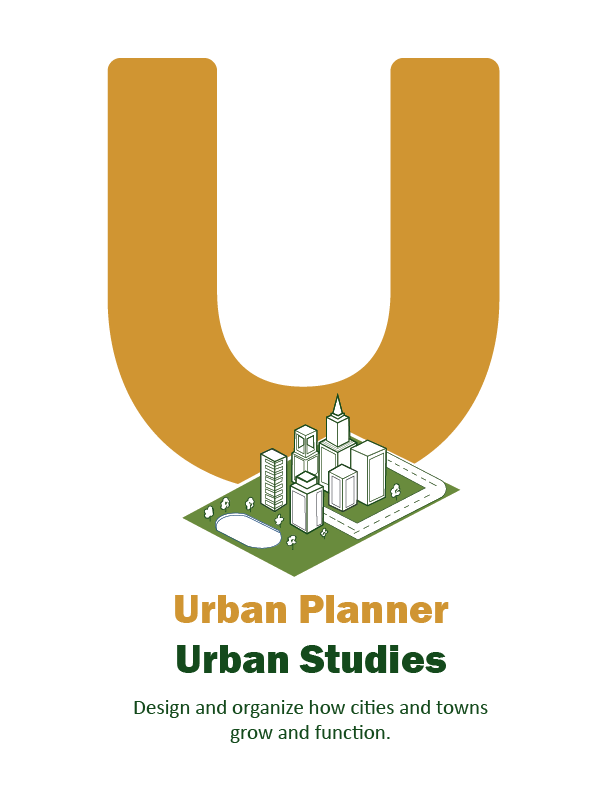 U
Urban Planner
Urban Studies
Design and organize how cities and towns
grow and function.